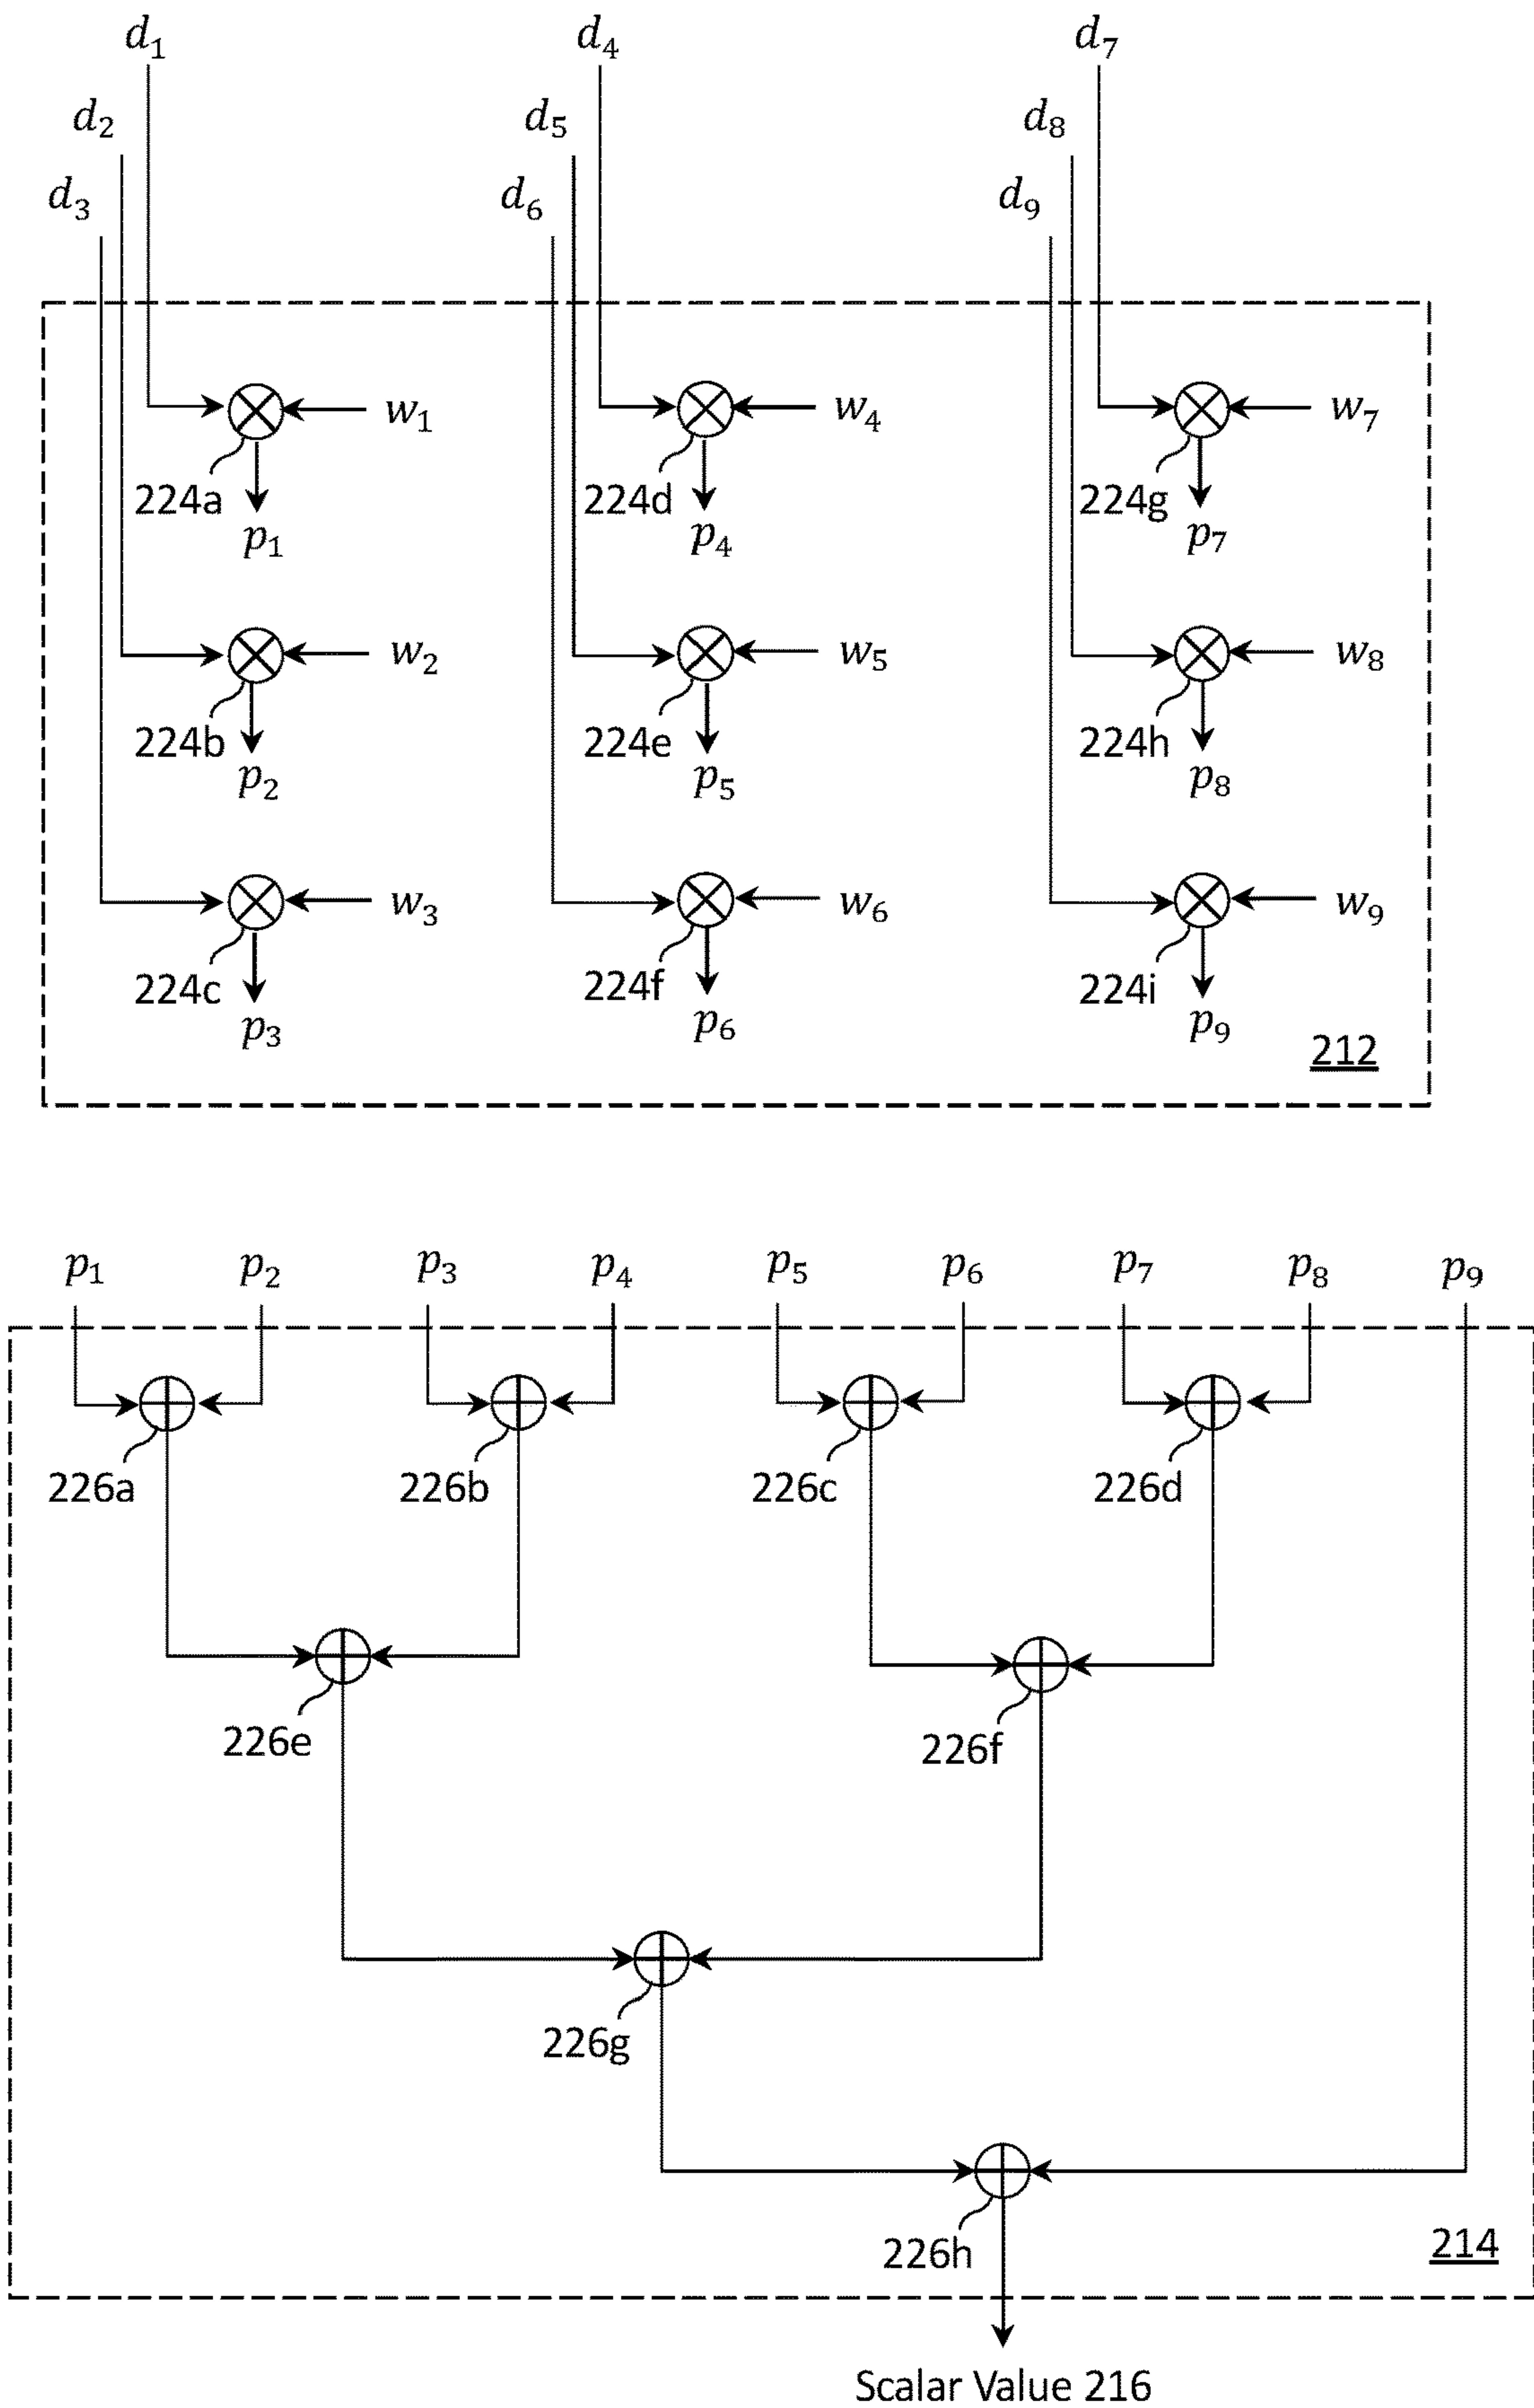 d₁ d₄ d₇
d₂ d₅ d₈
d₃ d₆ d₉
w₁ w₄ w₇
224a 224d 224g
p₁ p₄ p₇
w₂ w₅ w₈
224b 224e 224h
p₂ p₅ p₈
w₃ w₆ w₉
224c 224f 224i
p₃ p₆ p₉
212
p₁ p₂ p₃ p₄ p₅ p₆ p₇ p₈ p₉
226a 226b 226c 226d
226e 226f
226g
226h
214
Scalar Value 216